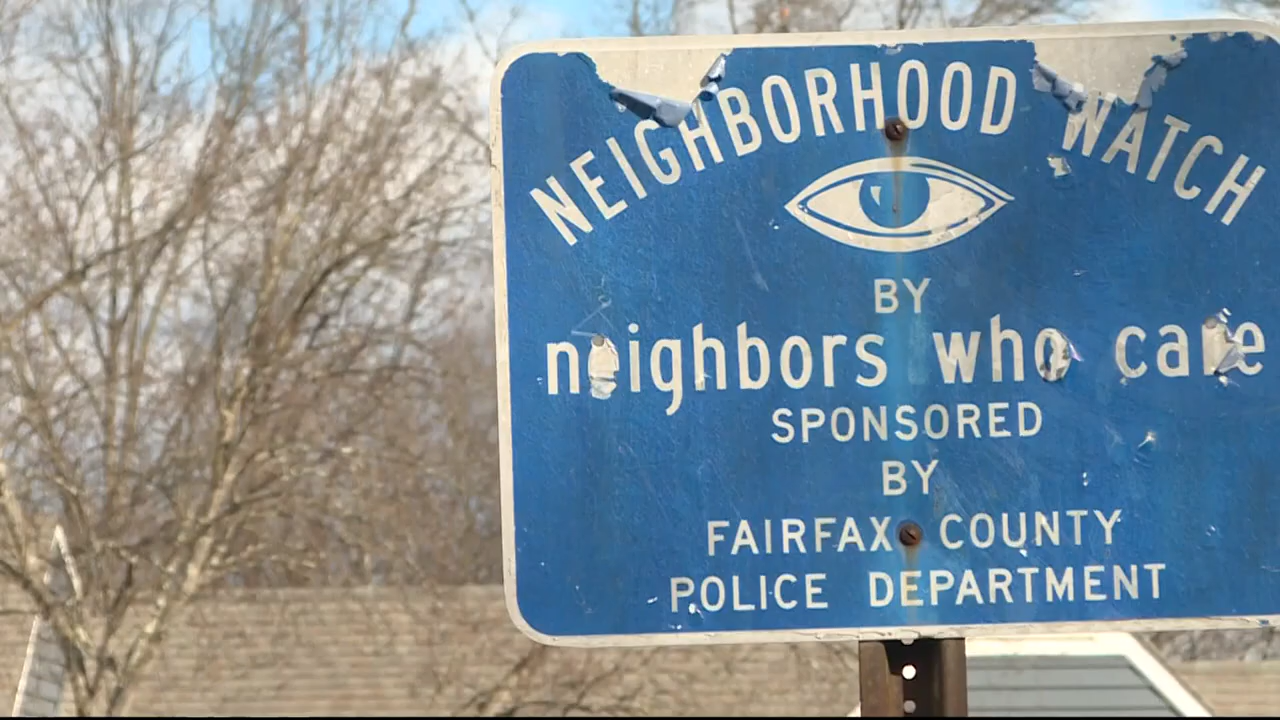 NEIGHBORHOOD WATCH
BY
neighbors who care
SPONSORED
BY
FAIRFAX COUNTY
POLICE DEPARTMENT